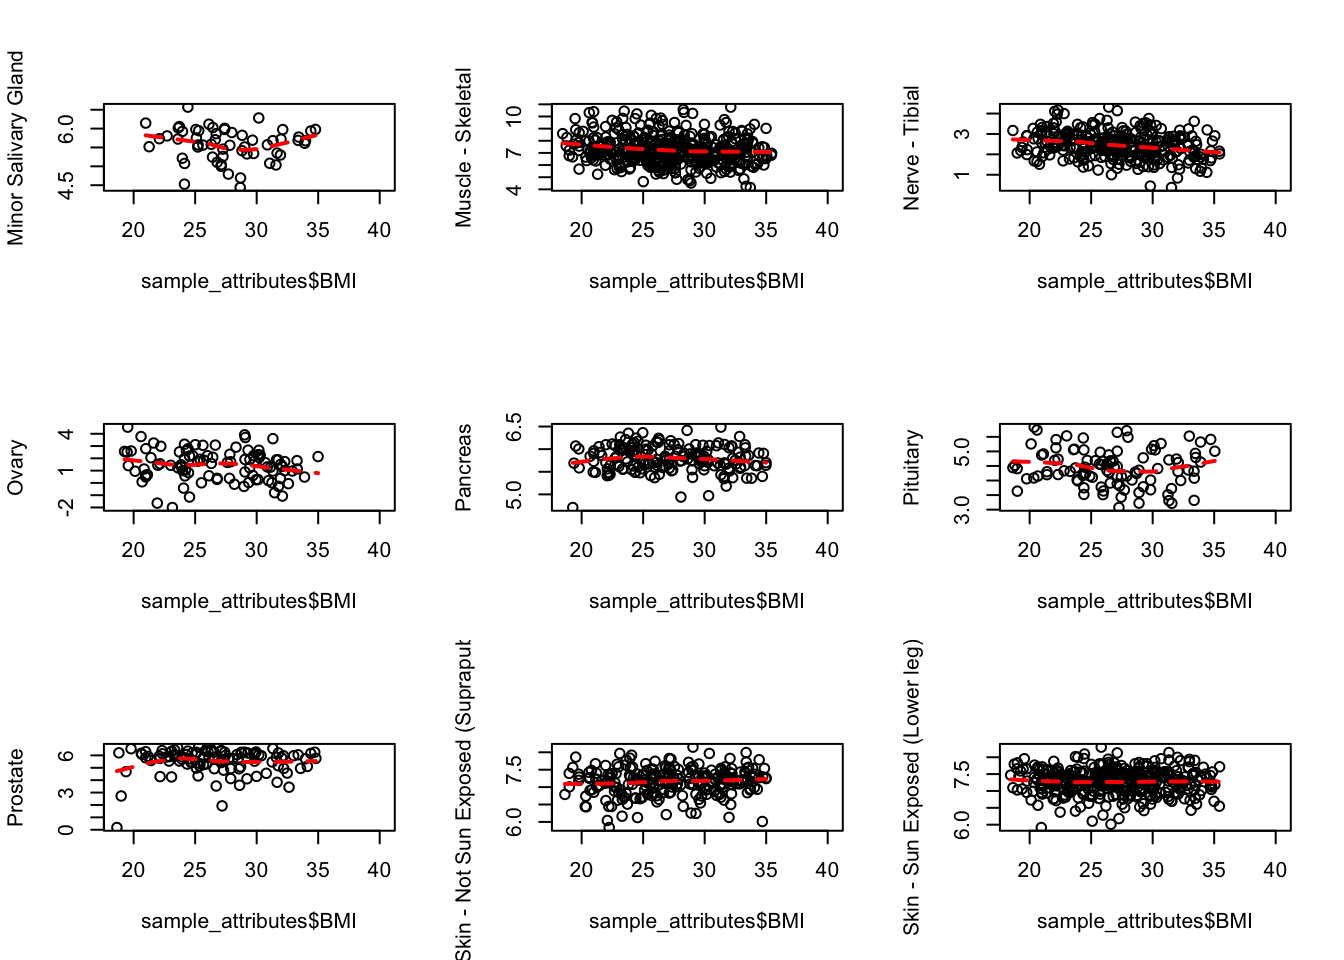 Minor Salivary Gland
6.0
4.5
20 25 30 35 40
sample_attributes$BMI
Muscle - Skeletal
10
7
4
20 25 30 35 40
sample_attributes$BMI
Nerve - Tibial
3
1
20 25 30 35 40
sample_attributes$BMI
Ovary
4
1
-2
20 25 30 35 40
sample_attributes$BMI
Pancreas
6.5
5.0
20 25 30 35 40
sample_attributes$BMI
Pituitary
5.0
3.0
20 25 30 35 40
sample_attributes$BMI
Prostate
6
3
0
20 25 30 35 40
sample_attributes$BMI
Skin - Not Sun Exposed (Suprapub
7.5
6.0
20 25 30 35 40
sample_attributes$BMI
Skin - Sun Exposed (Lower leg)
7.5
6.0
20 25 30 35 40
sample_attributes$BMI